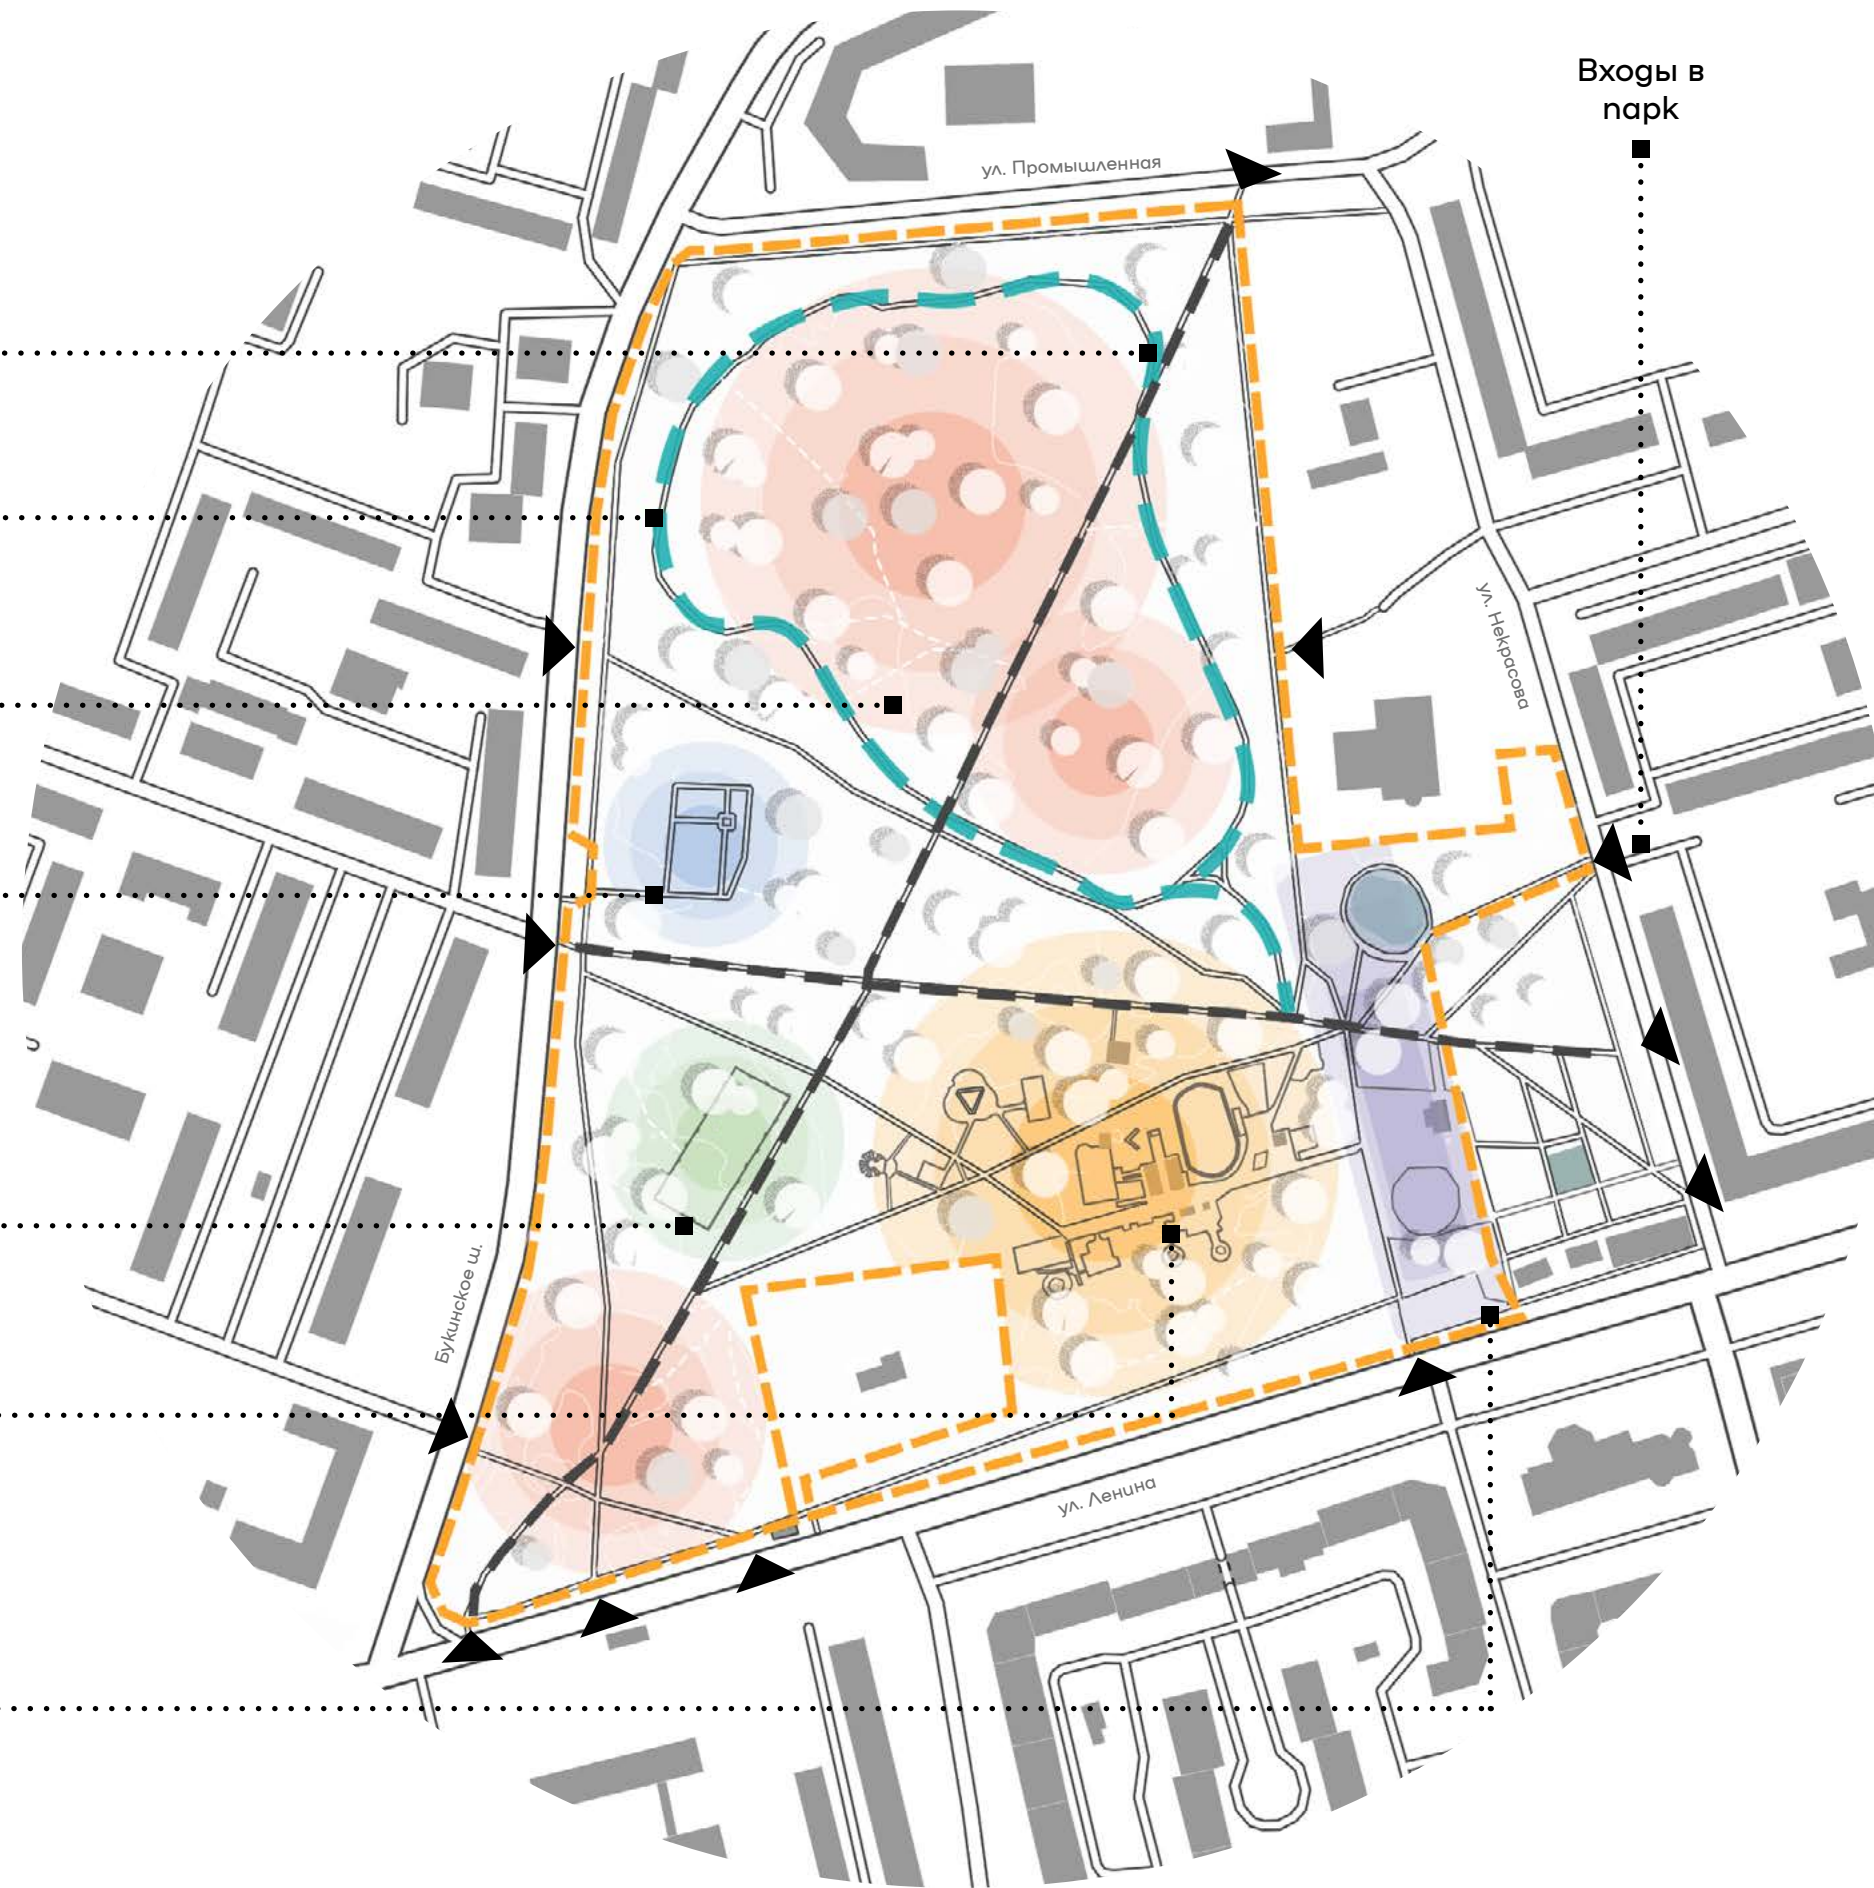 Входы в
парк
ул. Промышленная
ул. Некрасова
Букинское ш.
ул. Ленина